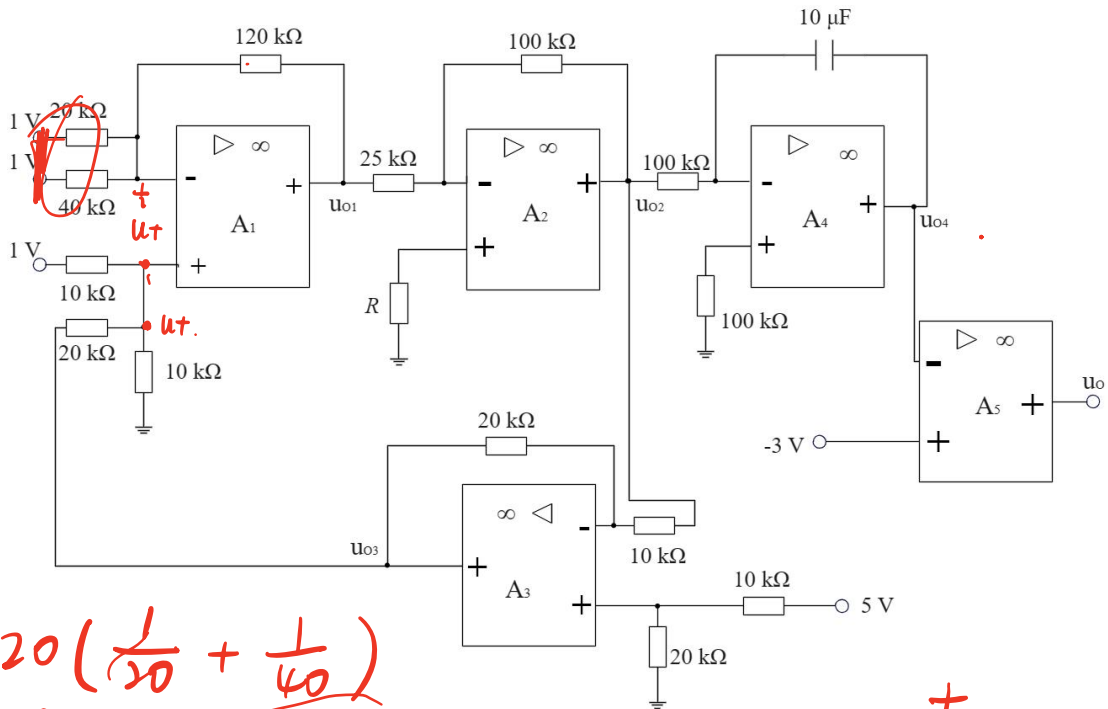 10 μF
120 kΩ
100 kΩ
1 V
20 kΩ
1 V
40 kΩ
25 kΩ
100 kΩ
▷ ∞
▷ ∞
▷ ∞
-
+
A1
-
+
+
A2
-
+
+
A4
+
u+
uO1
uO2
uO4
1 V
10 kΩ
20 kΩ
u+.
10 kΩ
R
100 kΩ
▷ ∞
-
+
+
A5
uO
-3 V
20 kΩ
∞ ◁
-
10 kΩ
uO3
+
A3
+
10 kΩ
5 V
20 kΩ
20 ( 1/20 + 1/40 )
+